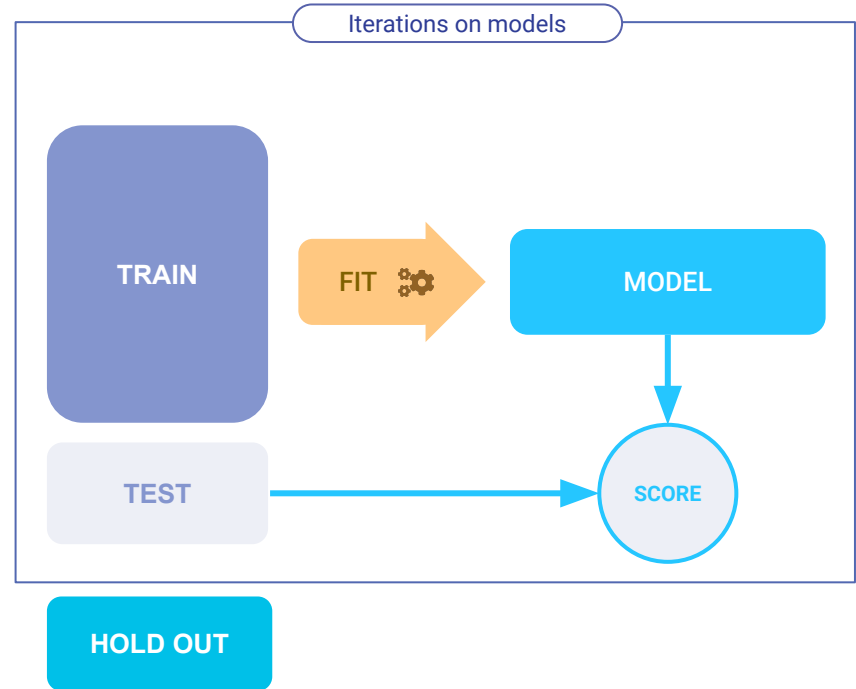 Iterations on models
TRAIN
FIT
MODEL
TEST
SCORE
HOLD OUT